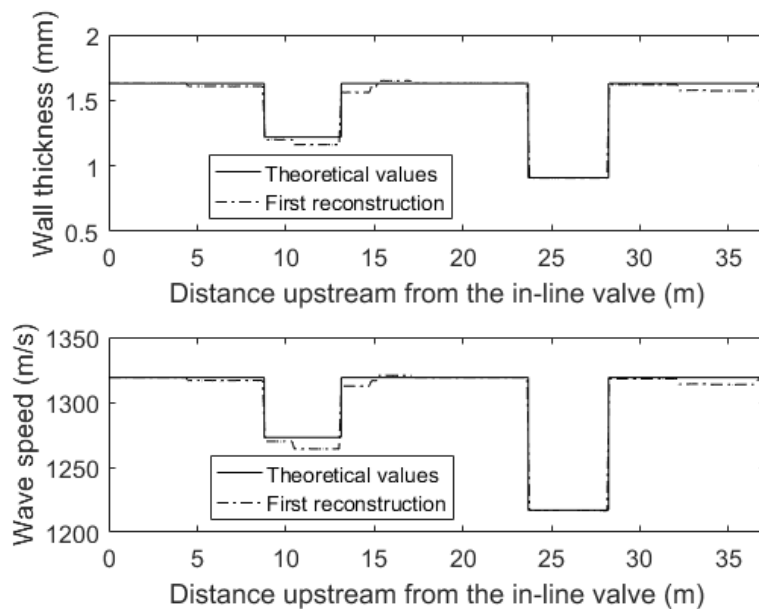 Wall thickness (mm)
2
1.5
1
0.5
Theoretical values
First reconstruction
0 5 10 15 20 25 30 35
Distance upstream from the in-line valve (m)
Wave speed (m/s)
1350
1300
1250
1200
Theoretical values
First reconstruction
0 5 10 15 20 25 30 35
Distance upstream from the in-line valve (m)